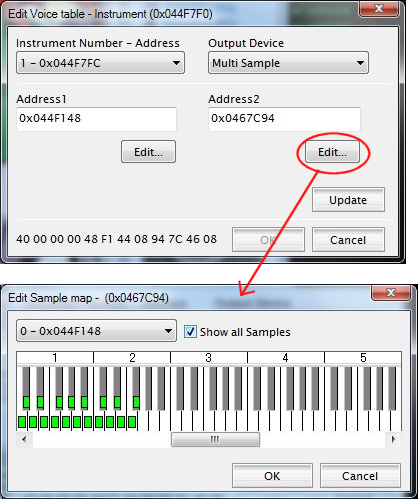 Edit Voice table - Instrument (0x044F7F0)
Instrument Number – Address Output Device
1 – 0x044F7FC Multi Sample
Address1 Address2
0x044F148 0x0467C94
Edit... Edit...
Update
40 00 00 00 48 F1 44 08 94 7C 46 08 OK Cancel
Edit Sample map - (0x0467C94)
0 – 0x044F148 Show all Samples
1 2 3 4 5
OK Cancel